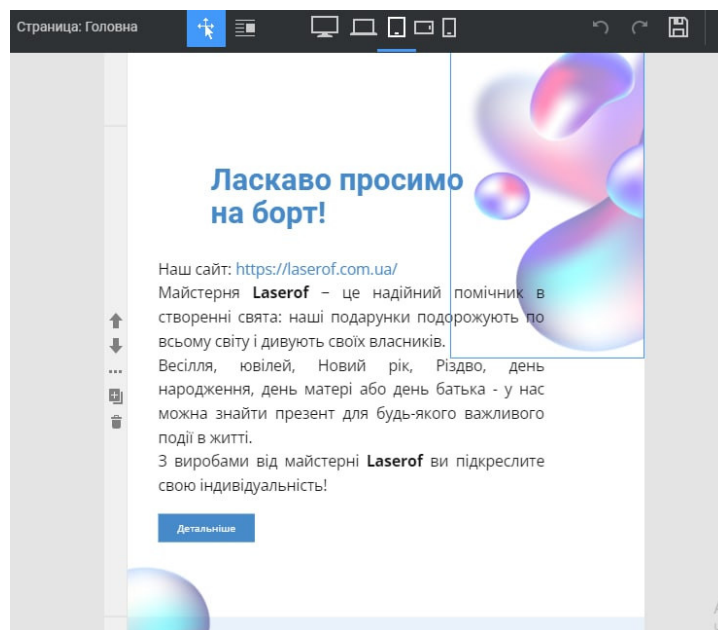 Страница: Головна
Ласкаво просимо
на борт!
Наш сайт: https://laserof.com.ua/
Майстерня Laserof – це надійний помічник в
створенні свята: наші подарунки подорожують по
всьому світу і дивують своїх власників.
Весілля, ювілей, Новий рік, Різдво, день
народження, день матері або день батька - у нас
можна знайти презент для будь-якого важливого
події в житті.
З виробами від майстерні Laserof ви підкреслите
свою індивідуальність!
Детальніше